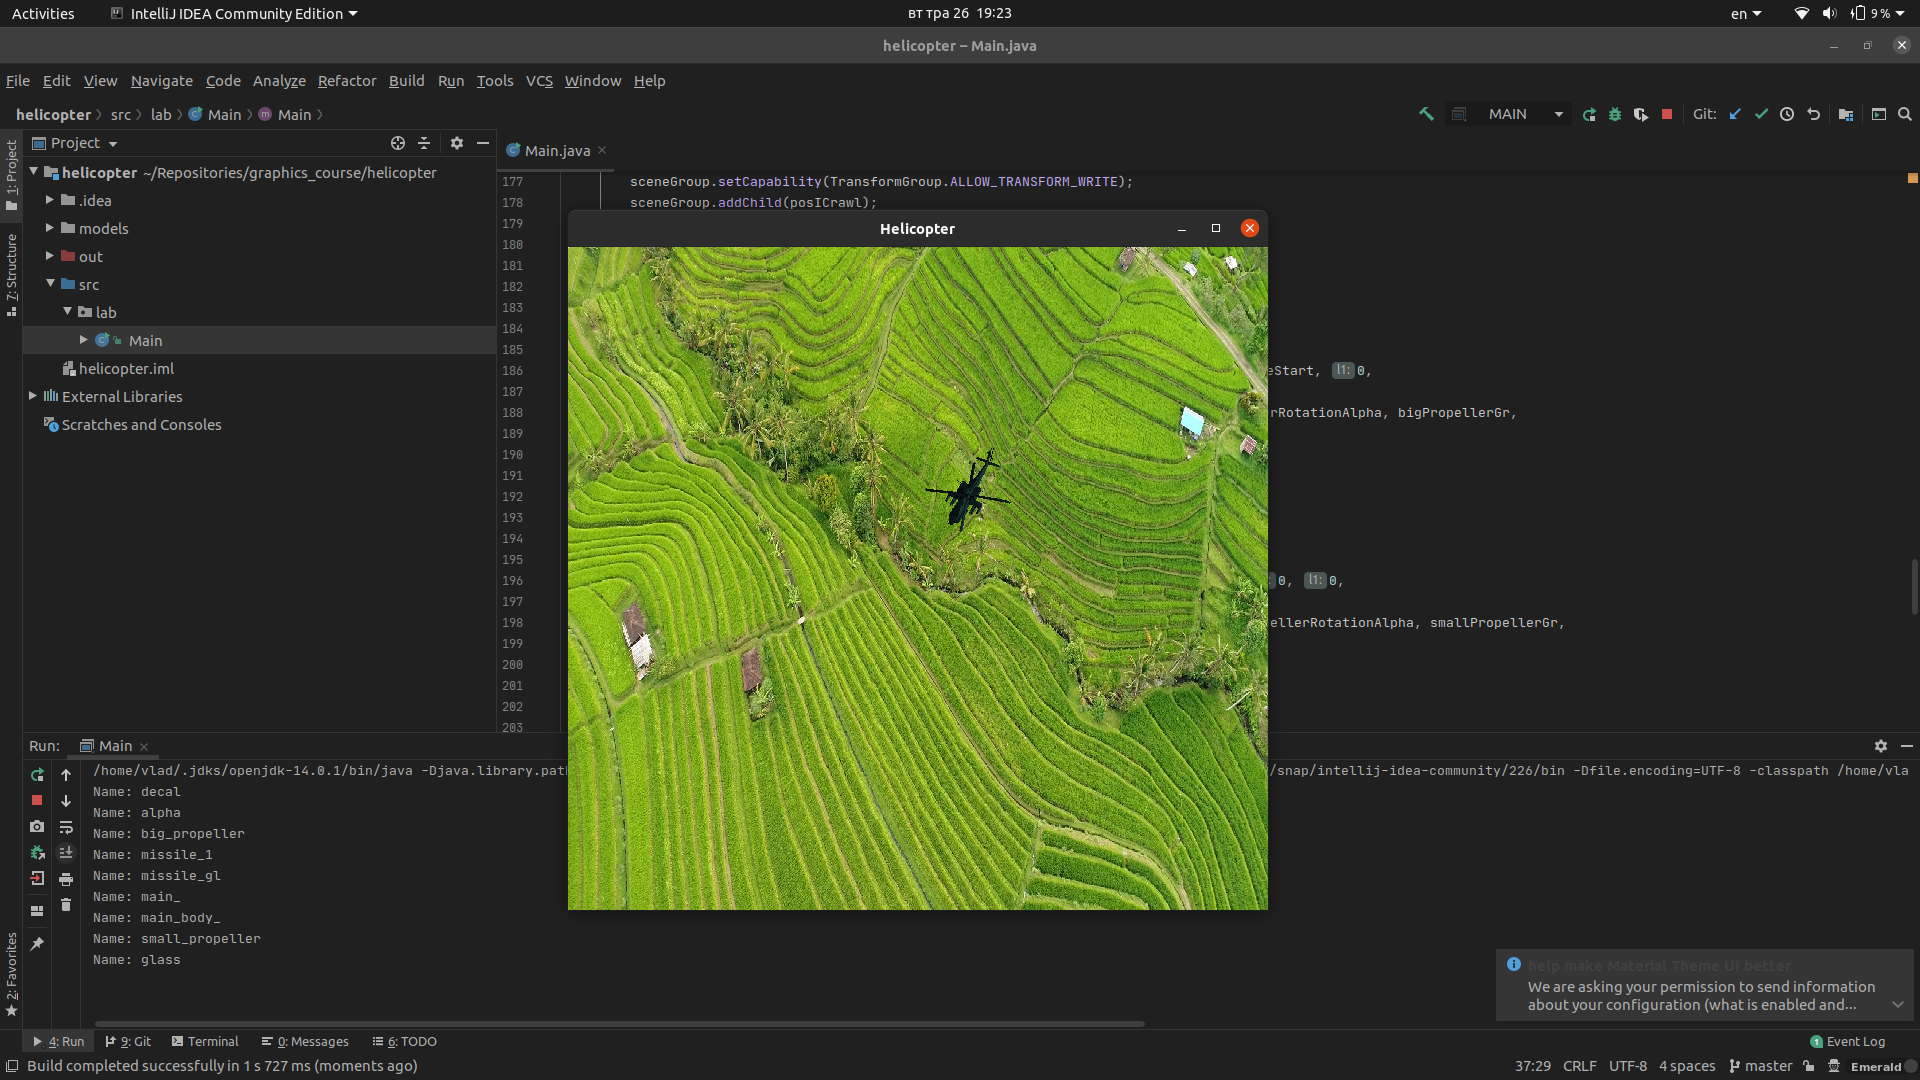 Activities
IntelliJ IDEA Community Edition
вт тра 26 19:23
en
9 %
helicopter – Main.java
File Edit View Navigate Code Analyze Refactor Build Run Tools VCS Window Help
helicopter src lab Main Main
MAIN
Git:
1: Project
7: Structure
2: Favorites
Project
helicopter ~/Repositories/graphics_course/helicopter
.idea
models
out
src
lab
Main
helicopter.iml
External Libraries
Scratches and Consoles
Main.java
177 sceneGroup.setCapability(TransformGroup.ALLOW_TRANSFORM_WRITE);
178 sceneGroup.addChild(posICrawl);
179
180
181
182
183
184
185
186 eStart, l1: 0,
187
188 rRotationAlpha, bigPropellerGr,
189
190
191
192
193
194
195
196 : 0, l1: 0,
197
198 ellerRotationAlpha, smallPropellerGr,
199
200
201
202
203
Helicopter
Run: Main
/home/vlad/.jdks/openjdk-14.0.1/bin/java -Djava.library.path
/snap/intellij-idea-community/226/bin -Dfile.encoding=UTF-8 -classpath /home/vla
Name: decal
Name: alpha
Name: big_propeller
Name: missile_1
Name: missile_gl
Name: main_
Name: main_body_
Name: small_propeller
Name: glass
help make Material Theme UI better
We are asking your permission to send information
about your configuration (what is enabled and...
4: Run 9: Git Terminal 0: Messages 6: TODO
1 Event Log
Build completed successfully in 1 s 727 ms (moments ago)
37:29 CRLF UTF-8 4 spaces master Emerald